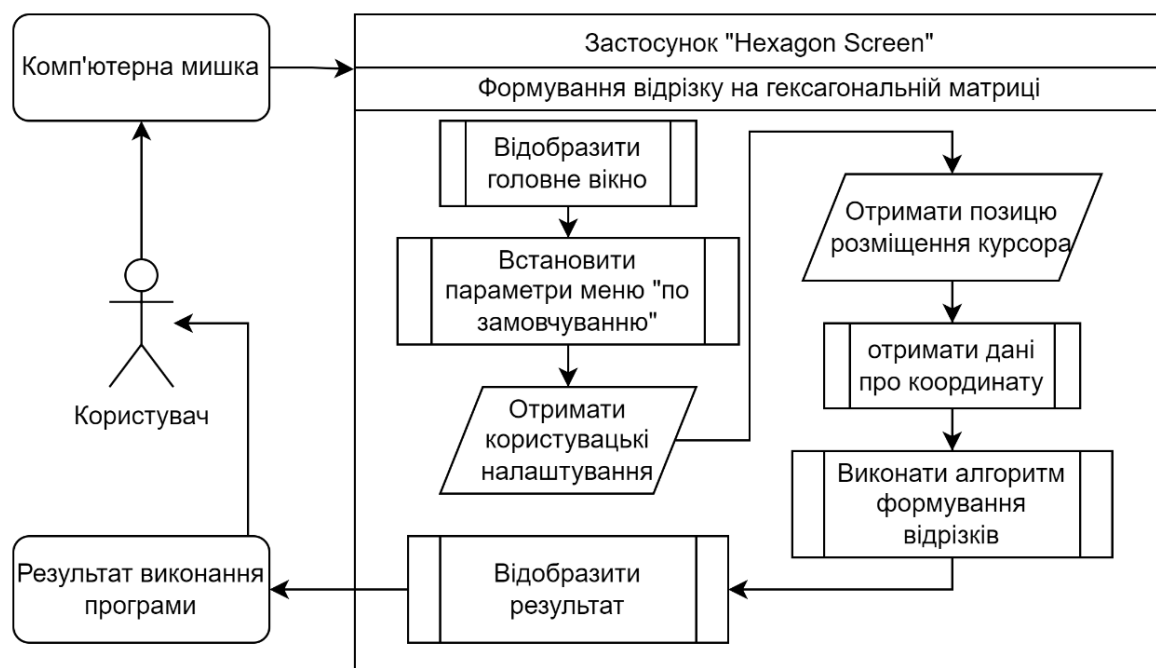 Комп'ютерна мишка
Застосунок "Hexagon Screen"
Формування відрізку на гексагональній матриці
Відобразити
головне вікно
Встановити
параметри меню "по
замовчуванню"
Отримати
користувацькі
налаштування
Отримати позицю
розміщення курсора
отримати дані
про координату
Виконати алгоритм
формування
відрізків
Відобразити
результат
Результат виконання
програми
Користувач